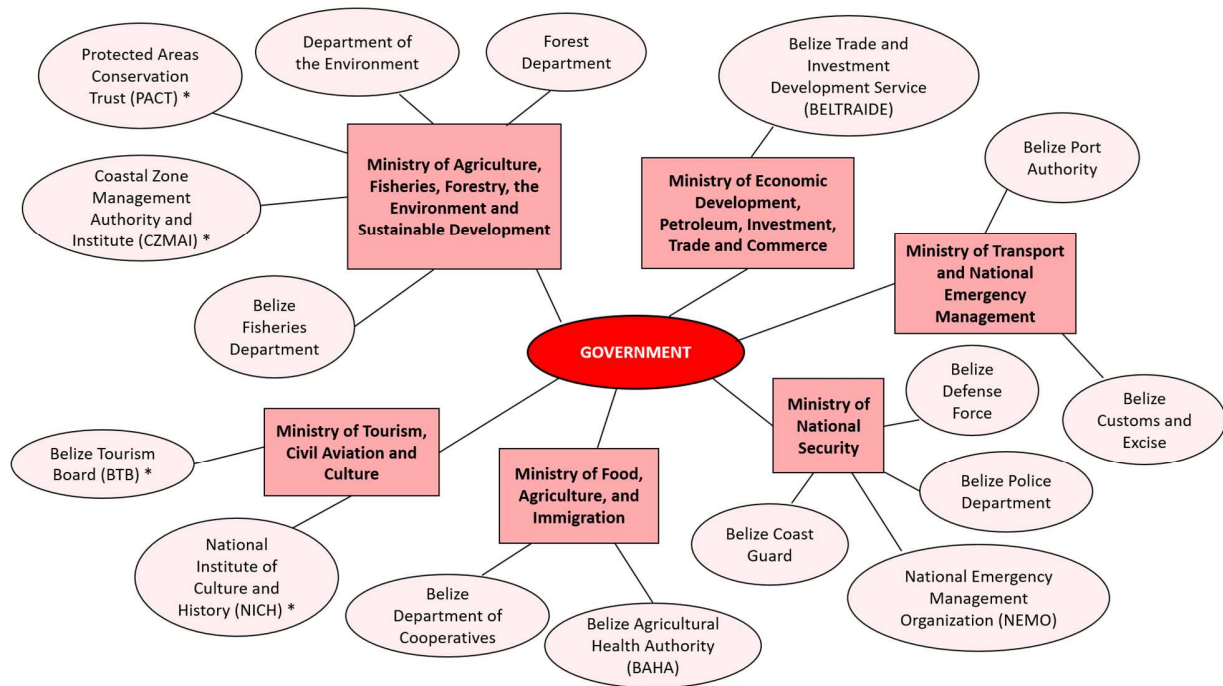 Protected Areas
Conservation
Trust (PACT) *
Department of
the Environment
Forest
Department
Belize Trade and
Investment
Development Service
(BELTRAIDE)
Belize Port
Authority
Coastal Zone
Management
Authority and
Institute (CZMAI) *
Ministry of Agriculture,
Fisheries, Forestry, the
Environment and
Sustainable Development
Ministry of Economic
Development,
Petroleum, Investment,
Trade and Commerce
Ministry of Transport
and National
Emergency
Management
Belize
Fisheries
Department
GOVERNMENT
Belize
Defense
Force
Belize
Customs and
Excise
Belize Tourism
Board (BTB) *
Ministry of Tourism,
Civil Aviation and
Culture
Ministry of Food,
Agriculture, and
Immigration
Ministry of
National
Security
Belize Police
Department
National
Institute of
Culture and
History (NICH) *
Belize
Department of
Cooperatives
Belize Agricultural
Health Authority
(BAHA)
Belize Coast
Guard
National Emergency
Management
Organization (NEMO)